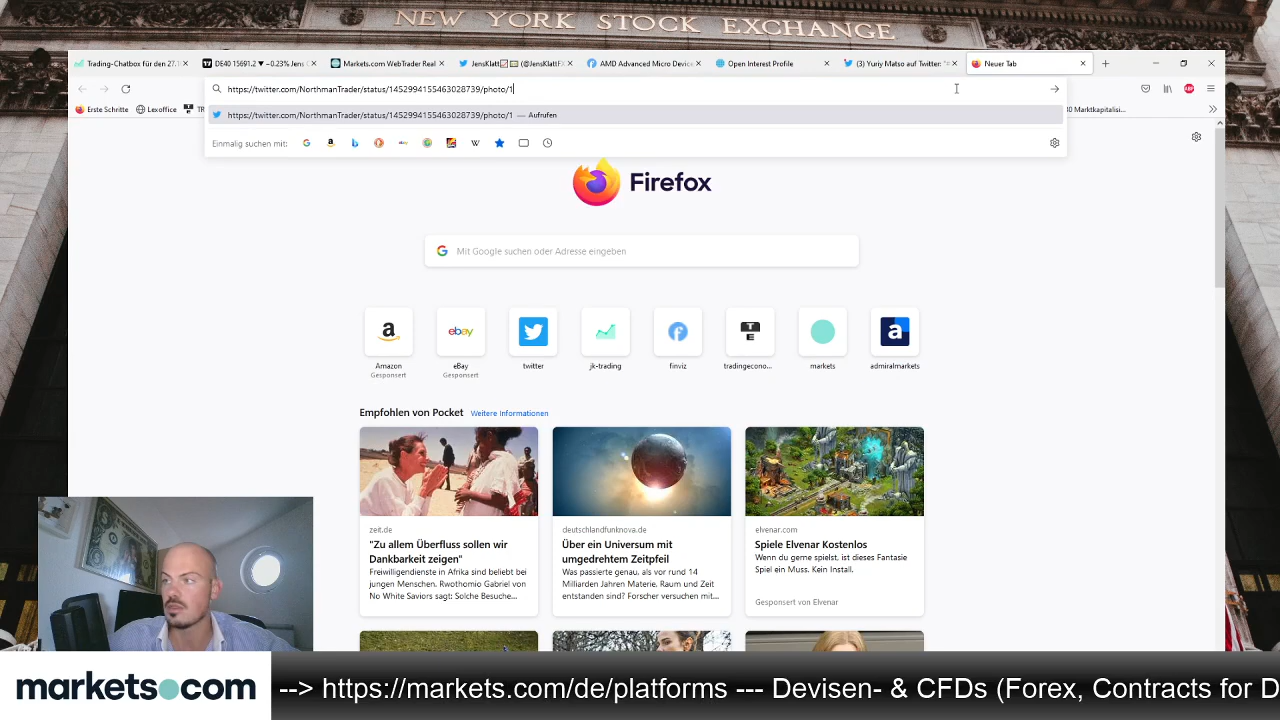 NEW YORK STOCK EXCHANGE
Trading-Chatbox für den 27.1
DE40 15691.2 ▼ −0.23% Jens
Markets.com WebTrader Real
JensKlatt (@JensKlattFX
AMD Advanced Micro Device
Open Interest Profile
(3) Yuriy Matso auf Twitter: "#
Neuer Tab
https://twitter.com/NorthmanTrader/status/1452994155463028739/photo/1
Erste Schritte
Lexoffice
30 Marktkapitalisi
https://twitter.com/NorthmanTrader/status/1452994155463028739/photo/1 — Aufrufen
Einmalig suchen mit:
Firefox
Mit Google suchen oder Adresse eingeben
Amazon
Gesponsert
eBay
Gesponsert
twitter
jk-trading
finviz
tradingecono...
markets
admiralmarkets
Empfohlen von Pocket Weitere Informationen
zeit.de
"Zu allem Überfluss sollen wir
Dankbarkeit zeigen"
Freiwilligendienste in Afrika sind beliebt bei
jungen Menschen. Rwothomio Gabriel von
No White Saviors sagt: Solche Besuche...
deutschlandfunknova.de
Über ein Universum mit
umgedrehtem Zeitpfeil
Was passierte genau, als vor rund 14
Milliarden Jahren Materie, Raum und Zeit
entstanden sind? Forscher versuchen mit...
elvenar.com
Spiele Elvenar Kostenlos
Wenn du gerne spielst, ist dieses Fantasie
Spiel ein Muss. Kein Install.
Gesponsert von Elvenar
markets.com
--> https://markets.com/de/platforms --- Devisen- & CFDs (Forex, Contracts for D